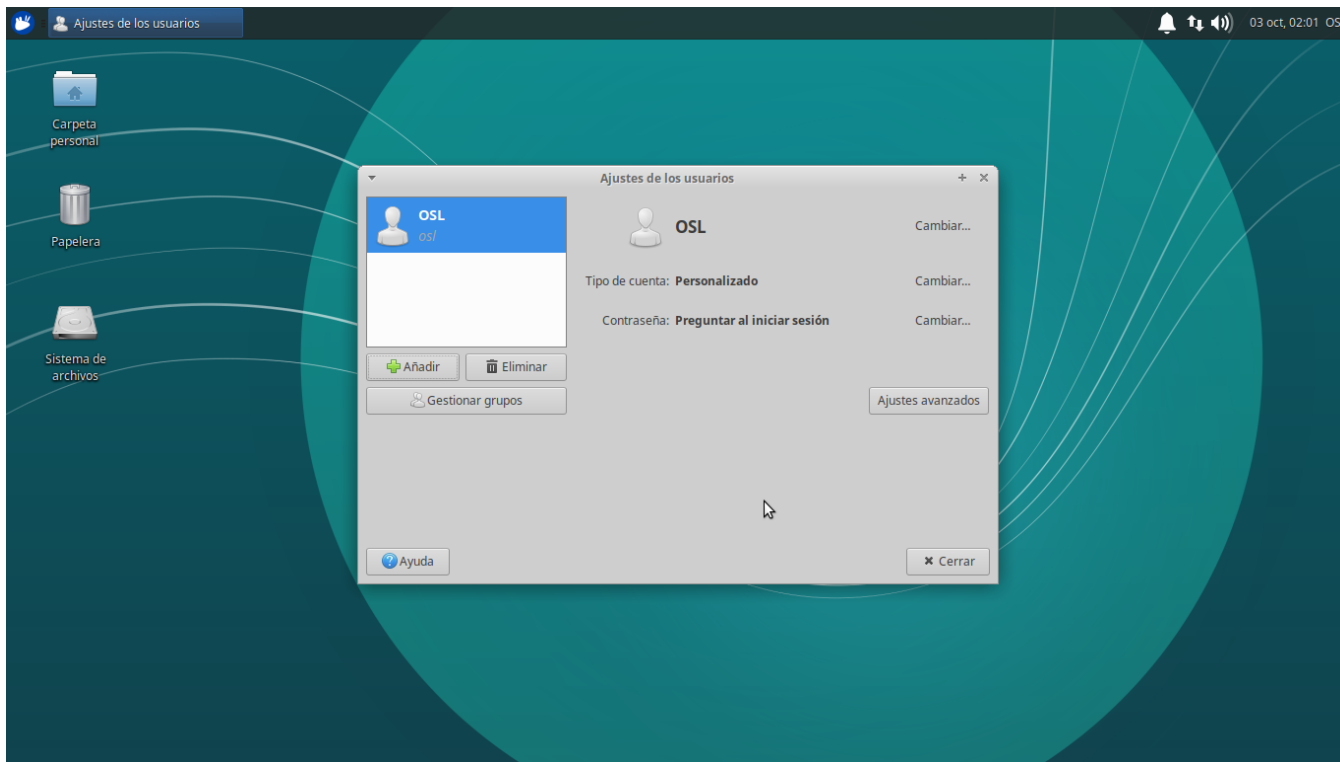 Ajustes de los usuarios
03 oct, 02:01 OS
Carpeta
personal
Papelera
Sistema de
archivos
Ajustes de los usuarios
OSL
osl
OSL
Cambiar...
Tipo de cuenta: Personalizado
Cambiar...
Contraseña: Preguntar al iniciar sesión
Cambiar...
Añadir
Eliminar
Gestionar grupos
Ajustes avanzados
Ayuda
Cerrar